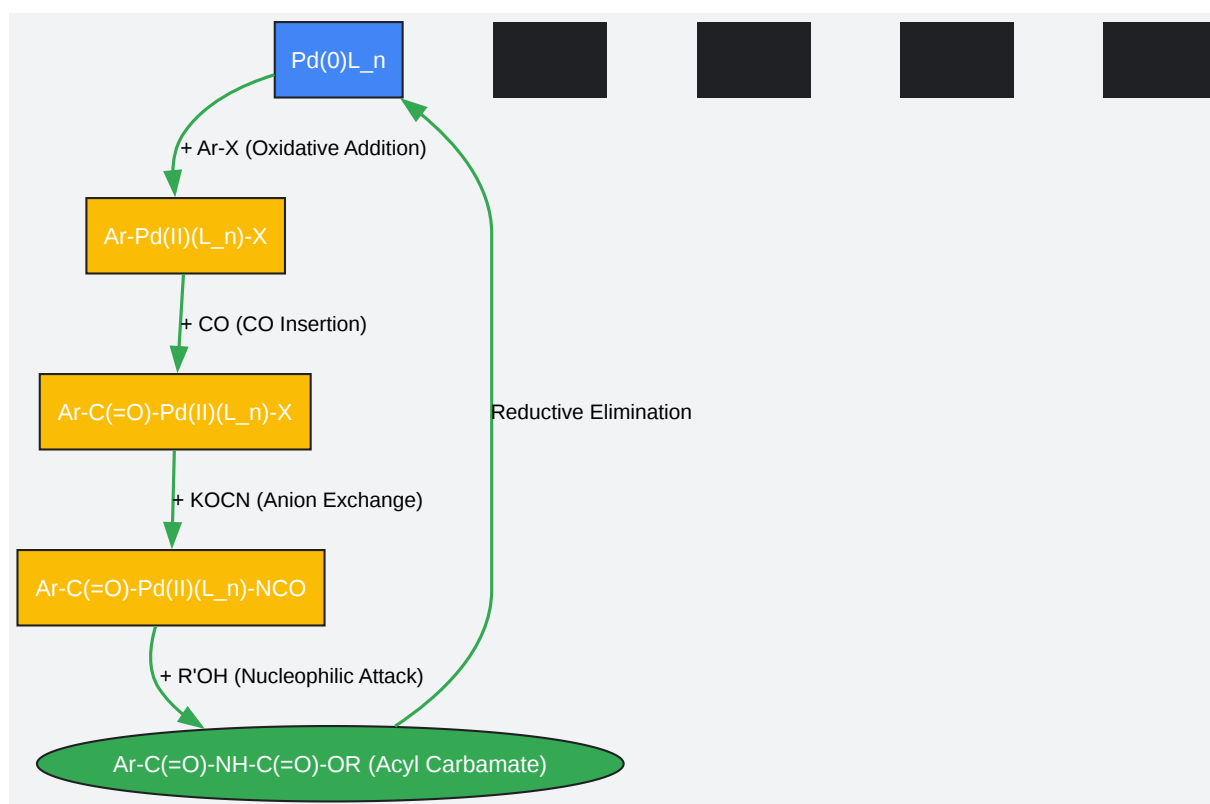 Pd(0)L_n
+ Ar-X (Oxidative Addition)
Ar-Pd(II)(L_n)-X
+ CO (CO Insertion)
Ar-C(=O)-Pd(II)(L_n)-X
Reductive Elimination
+ KOCN (Anion Exchange)
Ar-C(=O)-Pd(II)(L_n)-NCO
+ R'OH (Nucleophilic Attack)
Ar-C(=O)-NH-C(=O)-OR (Acyl Carbamate)